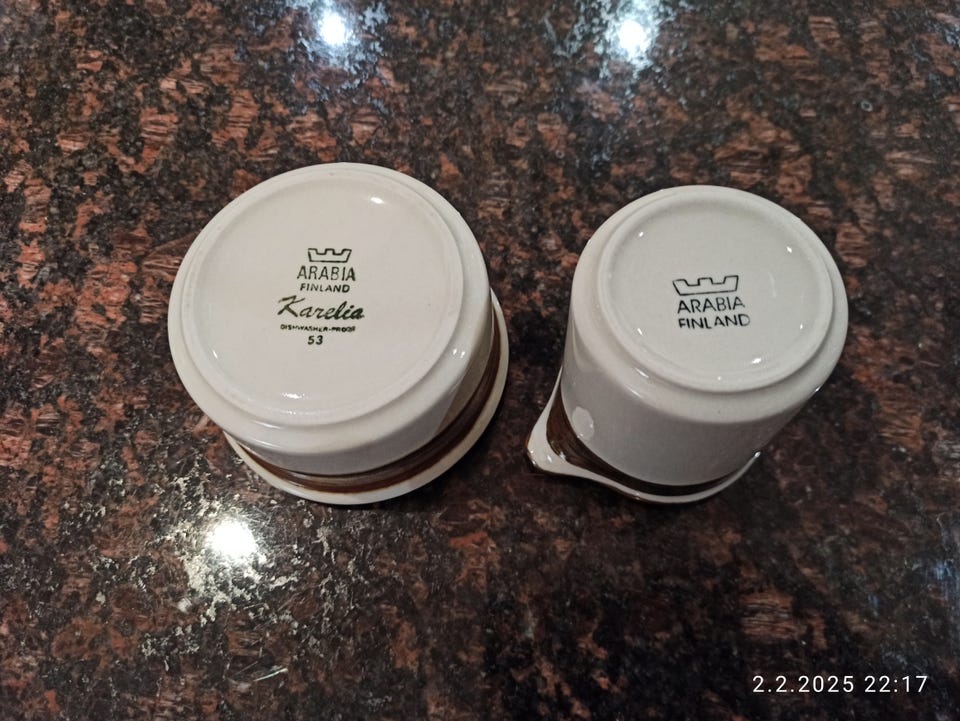 ARABIA
FINLAND
Karelia
DISHWASHER-PROOF
53
ARABIA
FINLAND
2.2.2025 22:17